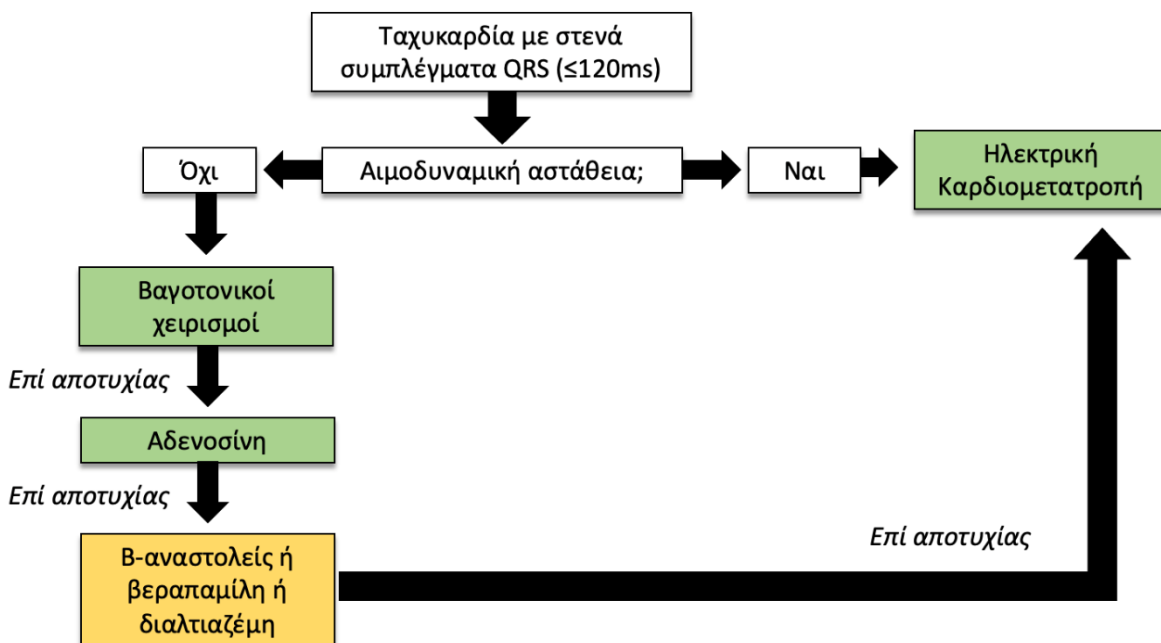 Ταχυκαρδία με στενά
συμπλέγματα QRS (≤120ms)
Όχι
Αιμοδυναμική αστάθεια;
Ναι
Ηλεκτρική
Καρδιομετατροπή
Βαγοτονικοί
χειρισμοί
Επί αποτυχίας
Αδενοσίνη
Επί αποτυχίας
Β-αναστολείς ή
βεραπαμίλη ή
διαλτιαζέμη
Επί αποτυχίας